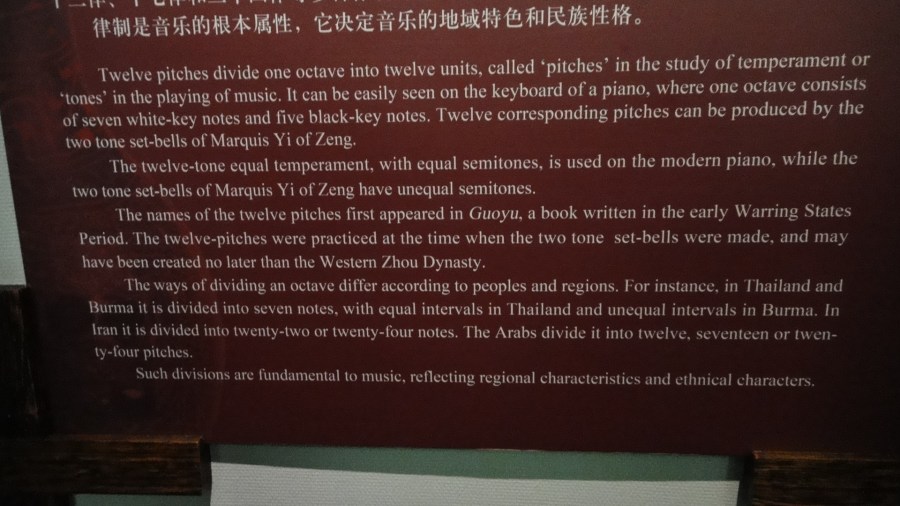 律制是音乐的根本属性，它决定音乐的地域特色和民族性格。
Twelve pitches divide one octave into twelve units, called ‘pitches’ in the study of temperament or
‘tones’ in the playing of music. It can be easily seen on the keyboard of a piano, where one octave consists
of seven white-key notes and five black-key notes. Twelve corresponding pitches can be produced by the
two tone set-bells of Marquis Yi of Zeng.
The twelve-tone equal temperament, with equal semitones, is used on the modern piano, while the
two tone set-bells of Marquis Yi of Zeng have unequal semitones.
The names of the twelve pitches first appeared in Guoyu, a book written in the early Warring States
Period. The twelve-pitches were practiced at the time when the two tone set-bells were made, and may
have been created no later than the Western Zhou Dynasty.
The ways of dividing an octave differ according to peoples and regions. For instance, in Thailand and
Burma it is divided into seven notes, with equal intervals in Thailand and unequal intervals in Burma. In
Iran it is divided into twenty-two or twenty-four notes. The Arabs divide it into twelve, seventeen or twen-
ty-four pitches.
Such divisions are fundamental to music, reflecting regional characteristics and ethnical characters.